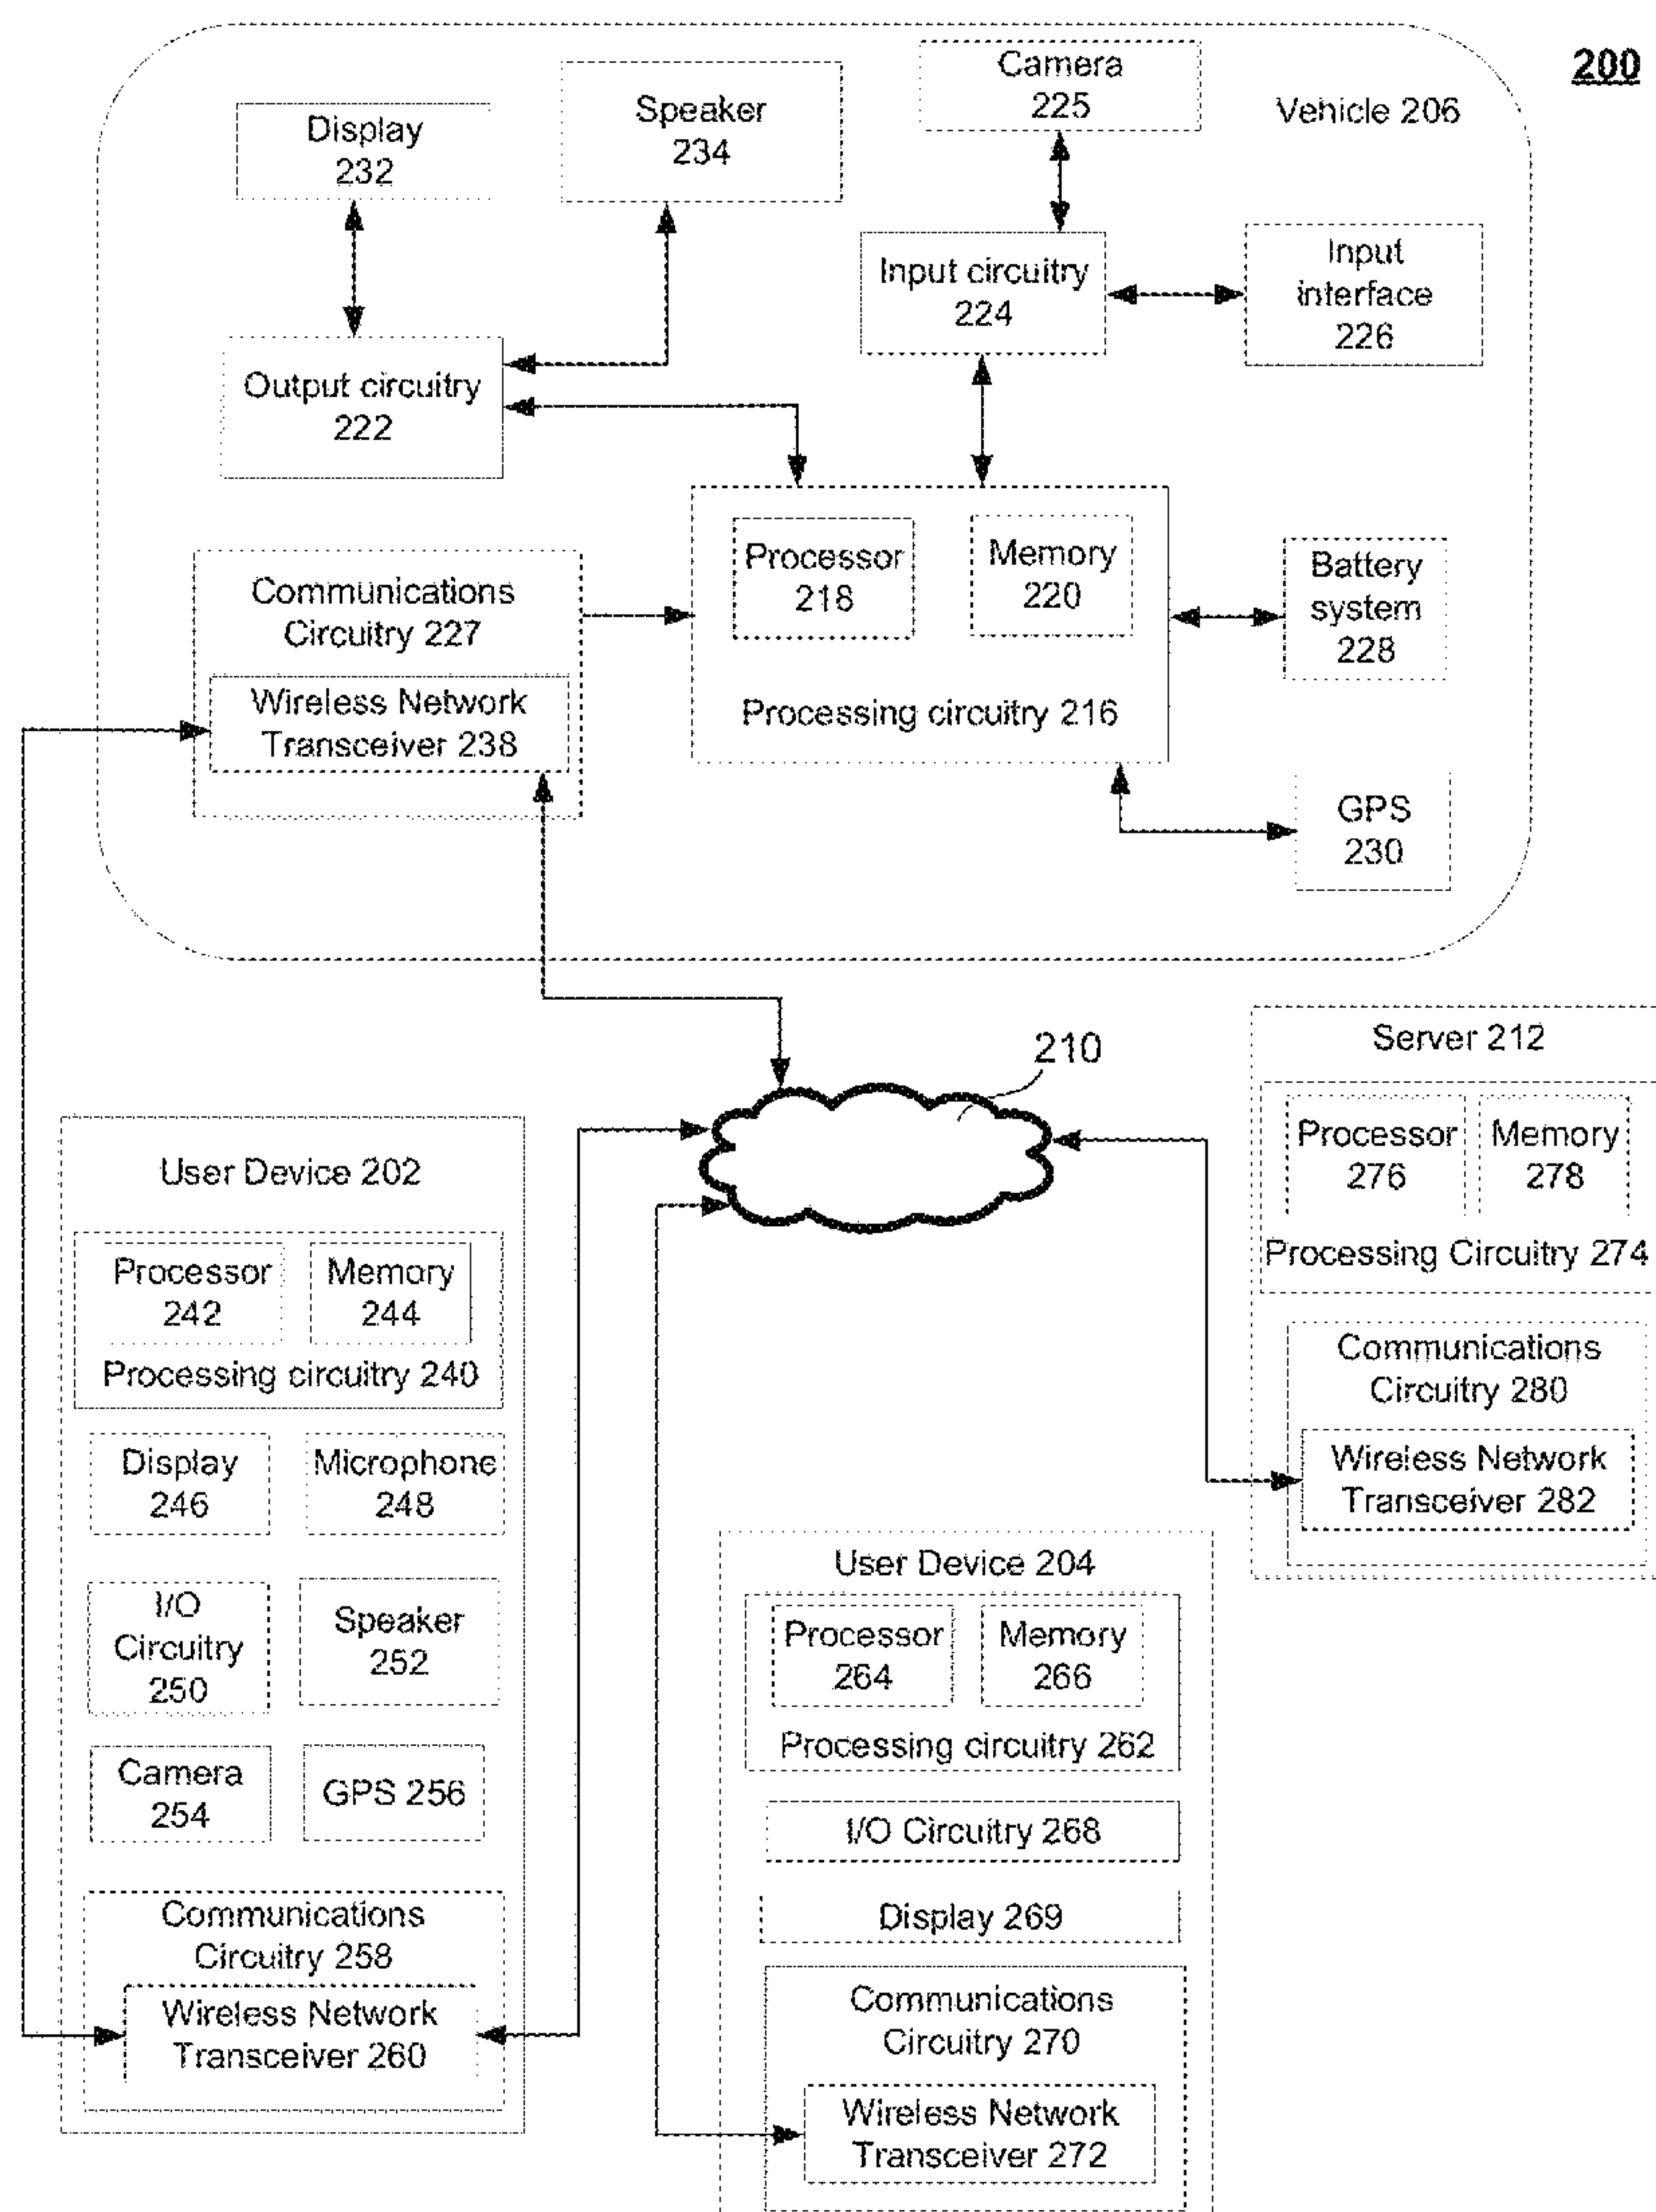 200
Vehicle 206
Camera
225
Speaker
234
Display
232
Input circuitry
224
Input
interface
226
Output circuitry
222
Processor
218
Memory
220
Processing circuitry 216
Battery
system
228
Communications
Circuitry 227
Wireless Network
Transceiver 238
GPS
230
210
Server 212
Processor
276
Memory
278
Processing Circuitry 274
Communications
Circuitry 280
Wireless Network
Transceiver 282
User Device 202
Processor
242
Memory
244
Processing circuitry 240
Display
246
Microphone
248
I/O
Circuitry
250
Speaker
252
Camera
254
GPS 256
Communications
Circuitry 258
Wireless Network
Transceiver 260
User Device 204
Processor
264
Memory
266
Processing circuitry 262
I/O Circuitry 268
Display 269
Communications
Circuitry 270
Wireless Network
Transceiver 272